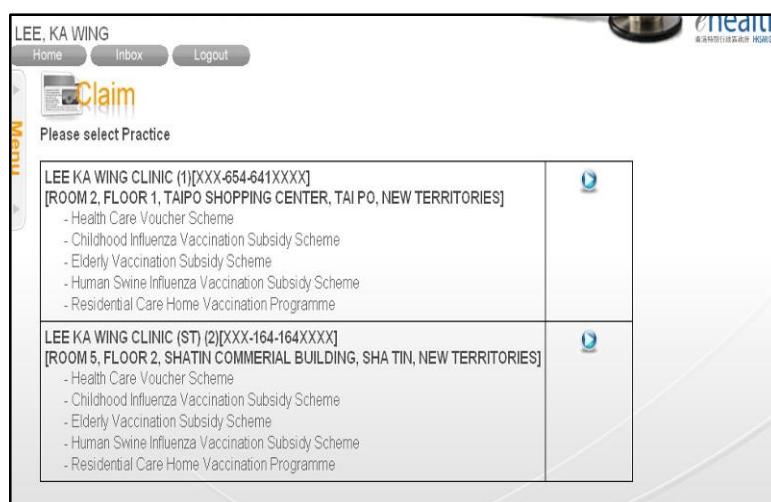 LEE, KA WING
Home Inbox Logout
Claim
Menu
Please select Practice
LEE KA WING CLINIC (1)[XXX-654-641XXXX]
[ROOM 2, FLOOR 1, TAIPO SHOPPING CENTER, TAI PO, NEW TERRITORIES]
- Health Care Voucher Scheme
- Childhood Influenza Vaccination Subsidy Scheme
- Elderly Vaccination Subsidy Scheme
- Human Swine Influenza Vaccination Subsidy Scheme
- Residential Care Home Vaccination Programme
LEE KA WING CLINIC (ST) (2)[XXX-164-164XXXX]
[ROOM 5, FLOOR 2, SHATIN COMMERIAL BUILDING, SHA TIN, NEW TERRITORIES]
- Health Care Voucher Scheme
- Childhood Influenza Vaccination Subsidy Scheme
- Elderly Vaccination Subsidy Scheme
- Human Swine Influenza Vaccination Subsidy Scheme
- Residential Care Home Vaccination Programme